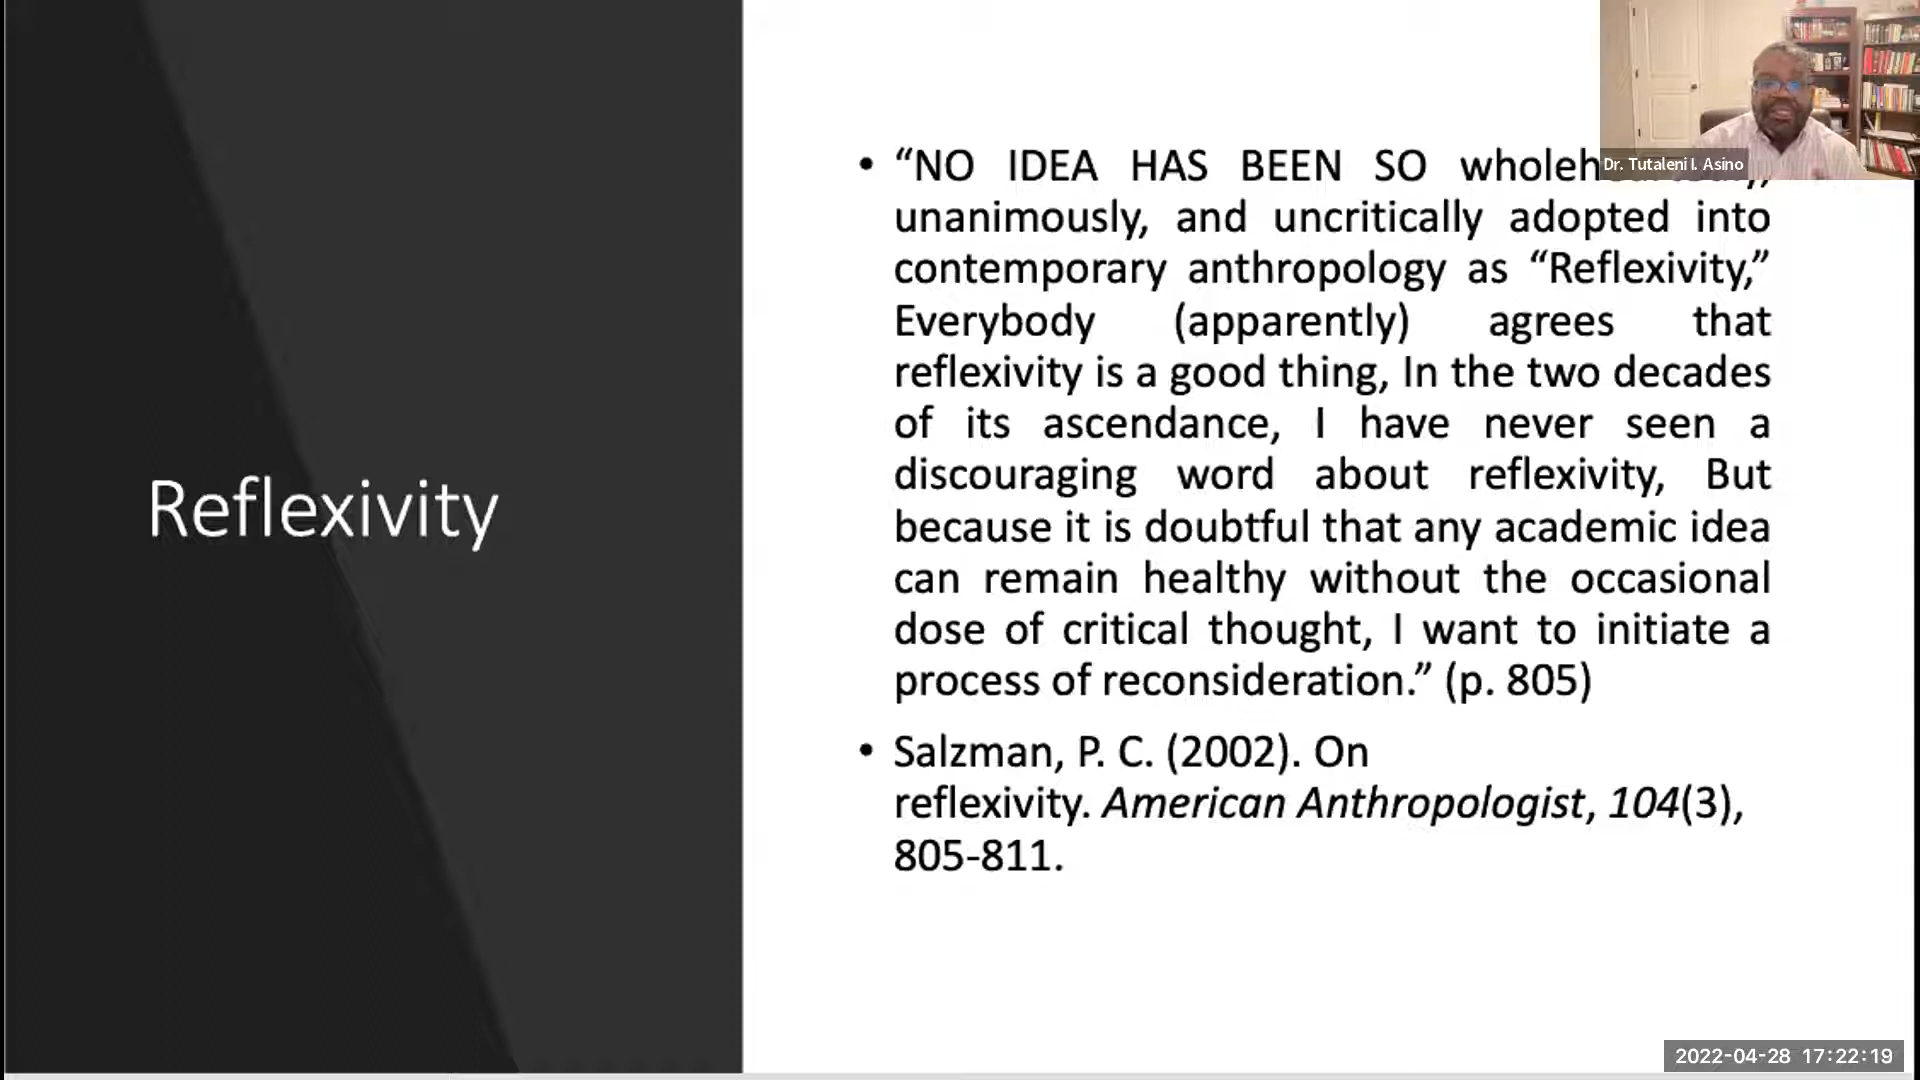 Reflexivity
• “NO IDEA HAS BEEN SO
unanimously, and uncritically adopted into
contemporary anthropology as “Reflexivity,”
Everybody (apparently) agrees that
reflexivity is a good thing, In the two decades
of its ascendance, I have never seen a
discouraging word about reflexivity, But
because it is doubtful that any academic idea
can remain healthy without the occasional
dose of critical thought, I want to initiate a
process of reconsideration.” (p. 805)
• Salzman, P. C. (2002). On
reflexivity. American Anthropologist, 104(3),
805-811.
Dr. Tutaleni I. Asino
2022-04-28 17:22:19